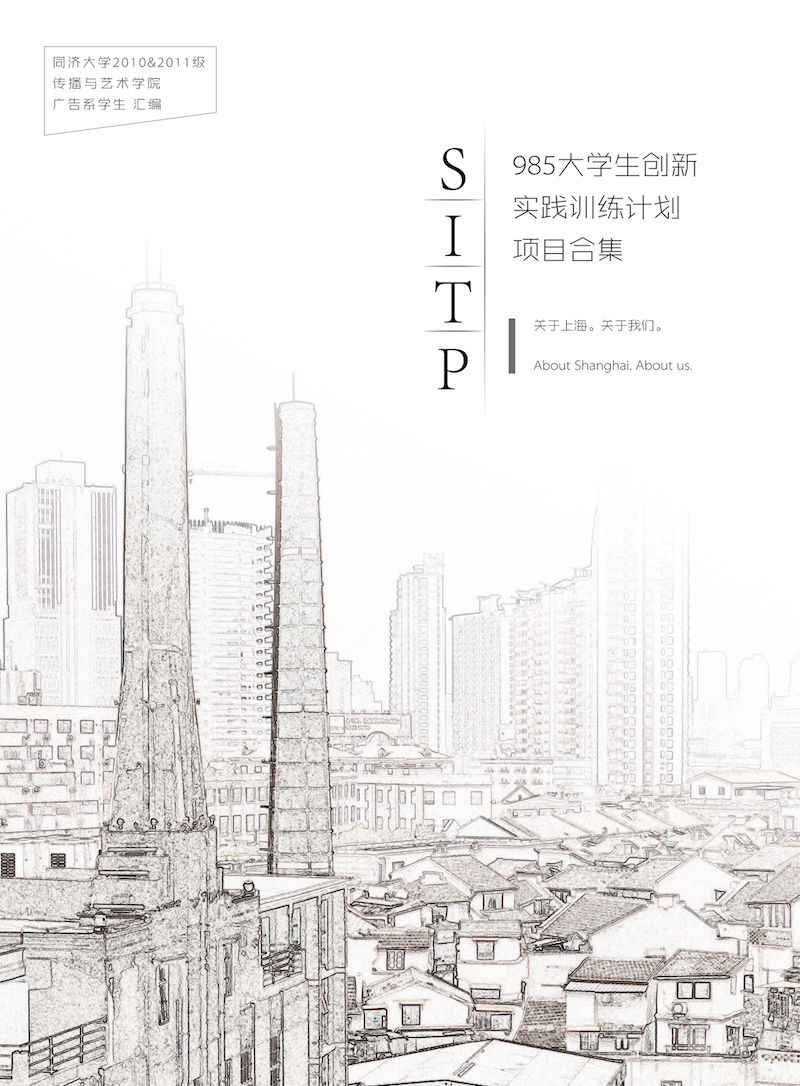 同济大学2010&2011级
传播与艺术学院
广告系学生 汇编
S
I
T
P
985大学生创新
实践训练计划
项目合集
关于上海。关于我们。
About Shanghai. About us.